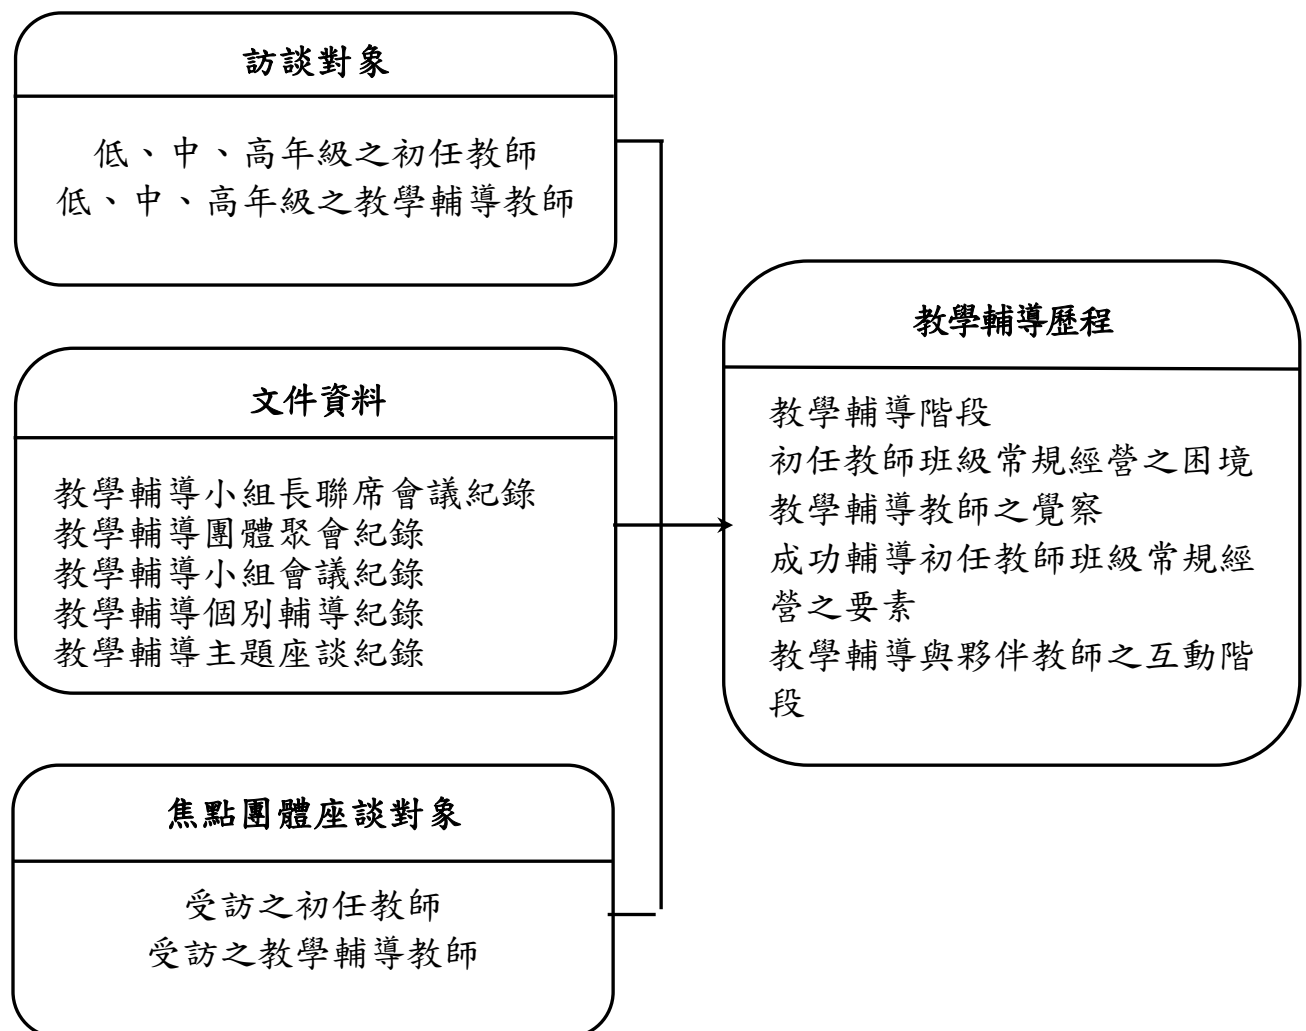 訪談對象
低、中、高年級之初任教師
低、中、高年級之教學輔導教師
文件資料
教學輔導小組長聯席會議紀錄
教學輔導團體聚會紀錄
教學輔導小組會議紀錄
教學輔導個別輔導紀錄
教學輔導主題座談紀錄
焦點團體座談對象
受訪之初任教師
受訪之教學輔導教師
教學輔導歷程
教學輔導階段
初任教師班級常規經營之困境
教學輔導教師之覺察
成功輔導初任教師班級常規經
營之要素
教學輔導與夥伴教師之互動階
段